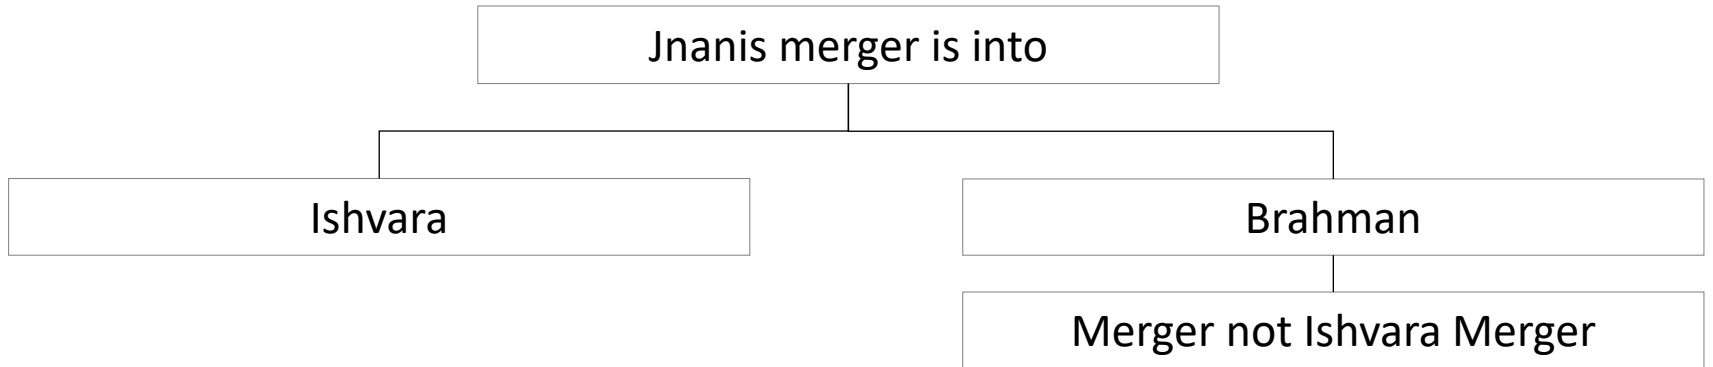 Jnanis merger is into
Ishvara
Brahman
Merger not Ishvara Merger